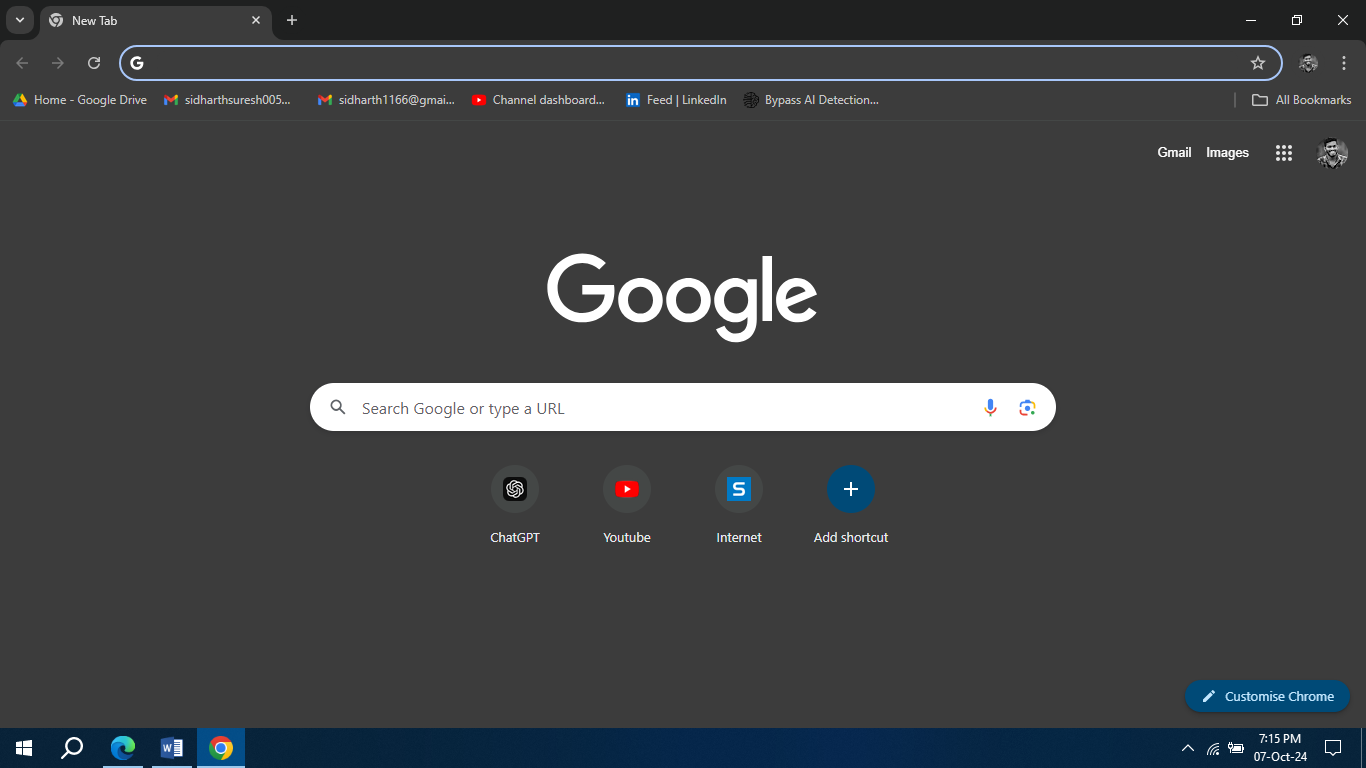 New Tab
Home - Google Drive
sidharthsuresh005...
sidharth1166@gmai...
Channel dashboard...
in
Feed | LinkedIn
Bypass AI Detection...
All Bookmarks
Gmail
Images
Google
Search Google or type a URL
S
ChatGPT
Youtube
Internet
Add shortcut
Customise Chrome
W
7:15 PM
07-Oct-24